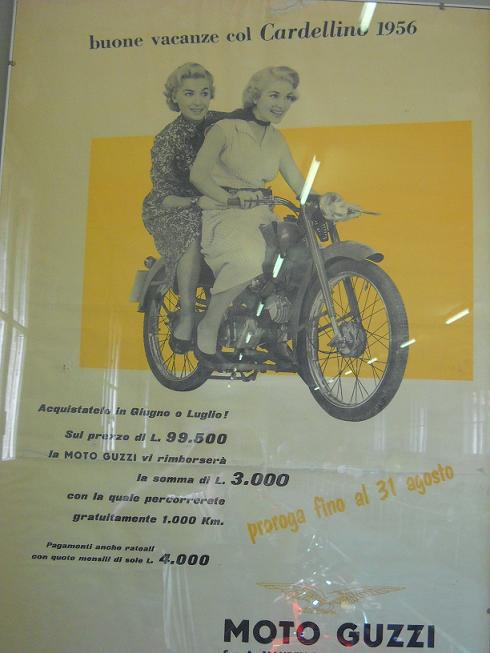 buone vacanze col Cardellino 1956
Acquistatelo in Giugno o Luglio!
Sul prezzo di L. 99.500
la MOTO GUZZI vi rimborserà
la somma di L. 3.000
con la quale percorrerete
gratuitamente 1.000 Km.
proroga fino al 31 agosto
Pagamenti anche rateali
con quote mensili di sole L. 4.000
MOTO GUZZI